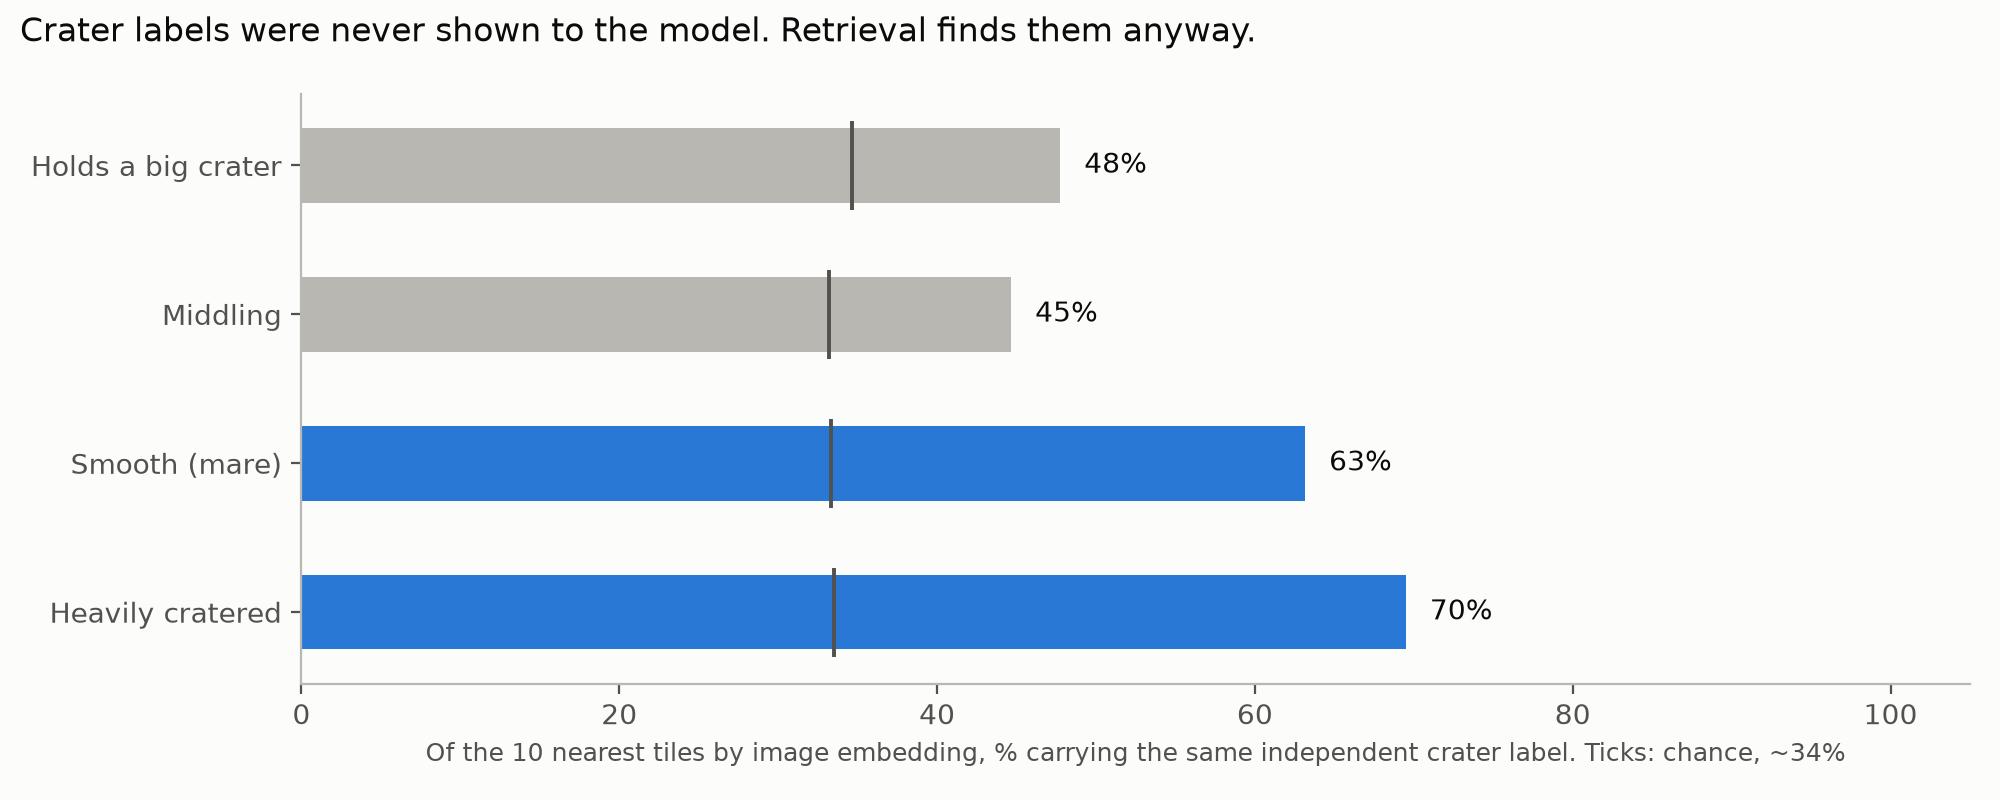 Crater labels were never shown to the model. Retrieval finds them anyway.
Holds a big crater
48%
Middling
45%
Smooth (mare)
63%
Heavily cratered
70%
0 20 40 60 80 100
Of the 10 nearest tiles by image embedding, % carrying the same independent crater label. Ticks: chance, ~34%